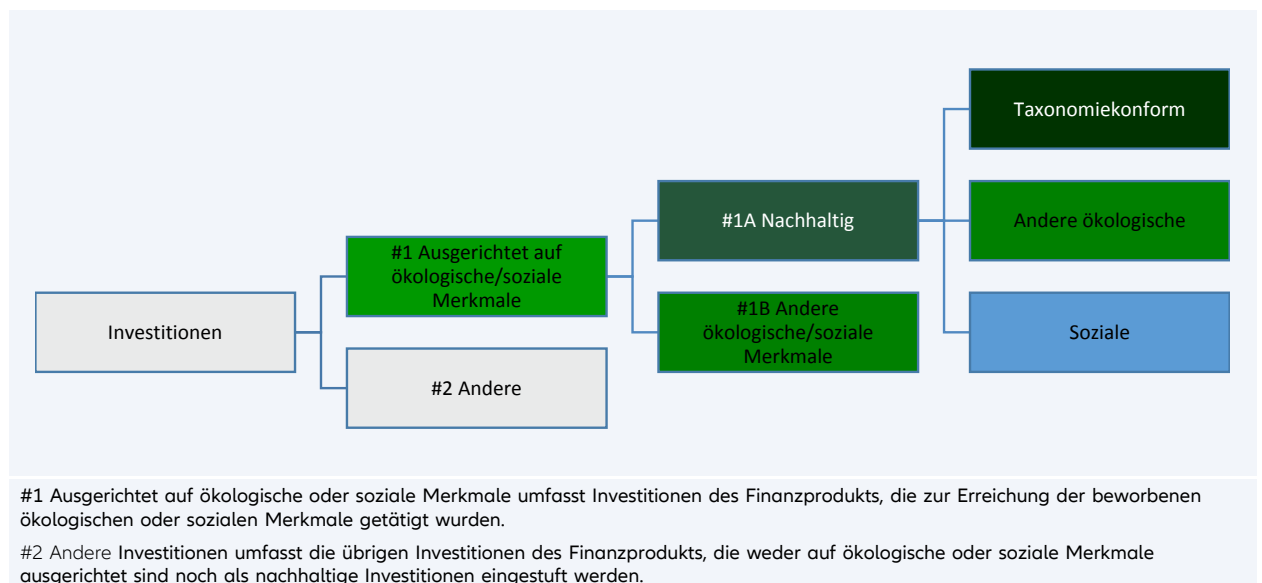 Taxonomiekonform
#1A Nachhaltig
Andere ökologische
#1 Ausgerichtet auf
ökologische/soziale
Merkmale
Investitionen
#1B Andere
ökologische/soziale
Merkmale
Soziale
#2 Andere
#1 Ausgerichtet auf ökologische oder soziale Merkmale umfasst Investitionen des Finanzprodukts, die zur Erreichung der beworbenen
ökologischen oder sozialen Merkmale getätigt wurden.
#2 Andere Investitionen umfasst die übrigen Investitionen des Finanzprodukts, die weder auf ökologische oder soziale Merkmale
ausgerichtet sind noch als nachhaltige Investitionen eingestuft werden.